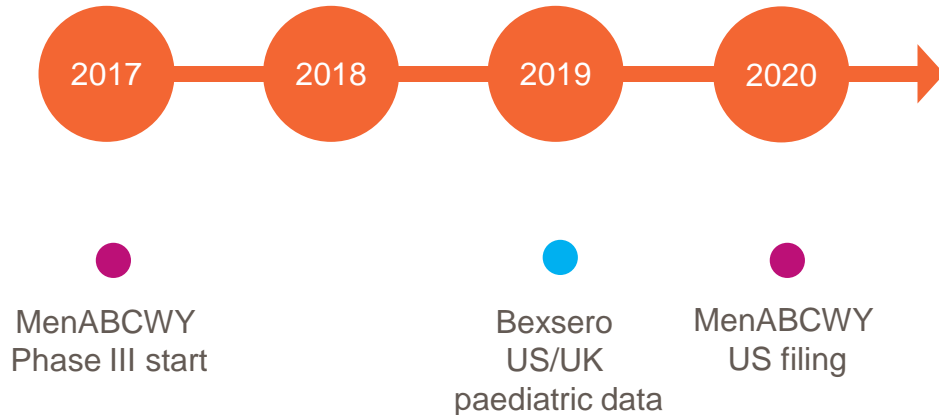 2017
2018
2019
2020
MenABCWY
Phase III start
Bexsero
US/UK
paediatric data
MenABCWY
US filing